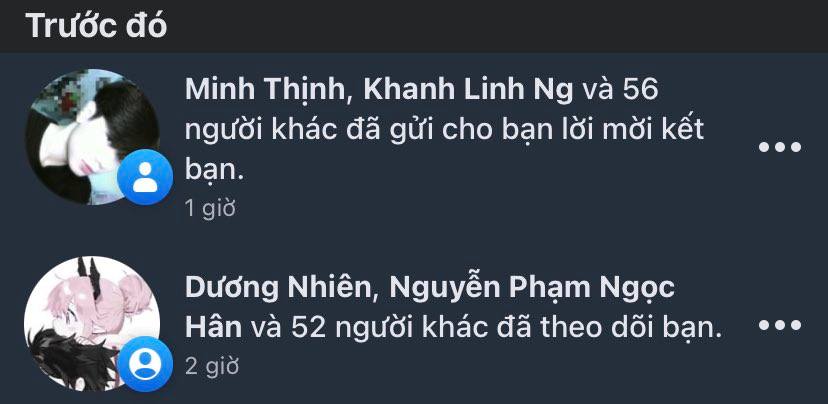 Trước đó
Minh Thịnh, Khanh Linh Ng và 56
người khác đã gửi cho bạn lời mời kết
bạn.
1 giờ
Dương Nhiên, Nguyễn Phạm Ngọc
Hân và 52 người khác đã theo dõi bạn.
2 giờ